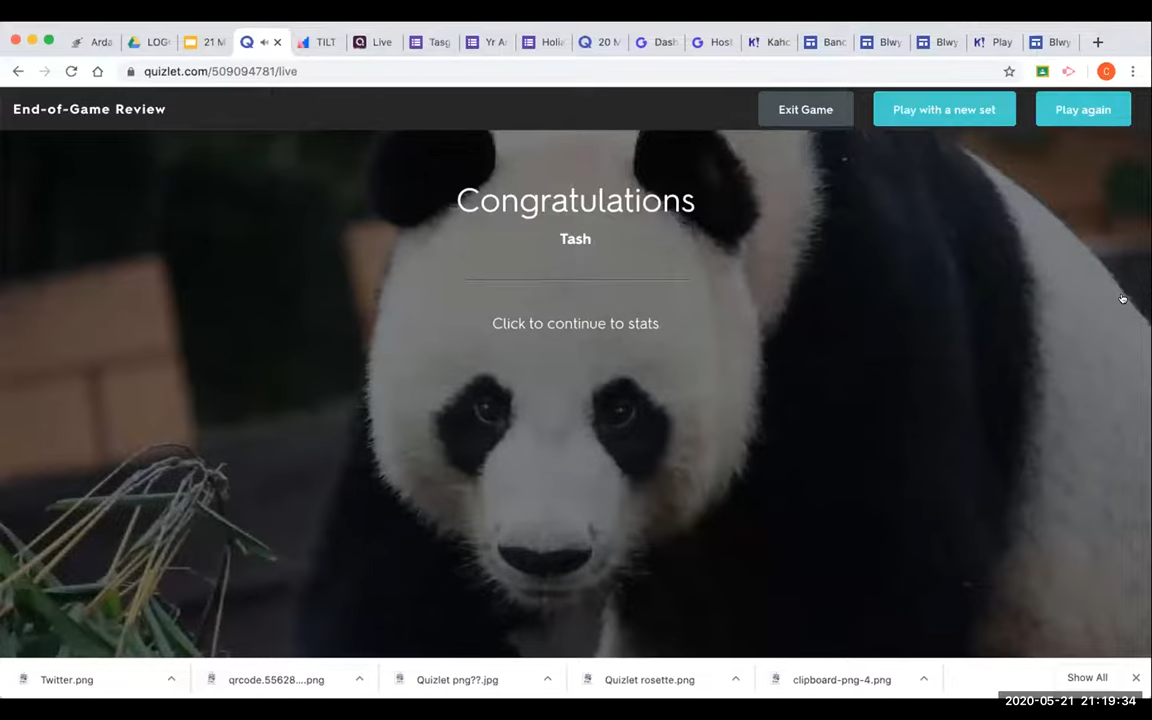 Arda
LOG
21 M
TILT
Live
Tasg
Yr A
Holia
20 M
Dash
Host
Kaho
Banc
Blwy
Blwy
Play
Blwy
quizlet.com/509094781/live
C
End-of-Game Review
Exit Game
Play with a new set
Play again
Congratulations
Tash
Click to continue to stats
Twitter.png
qrcode.55628....png
Quizlet png??.jpg
Quizlet rosette.png
clipboard-png-4.png
Show All
2020-05-21 21:19:34